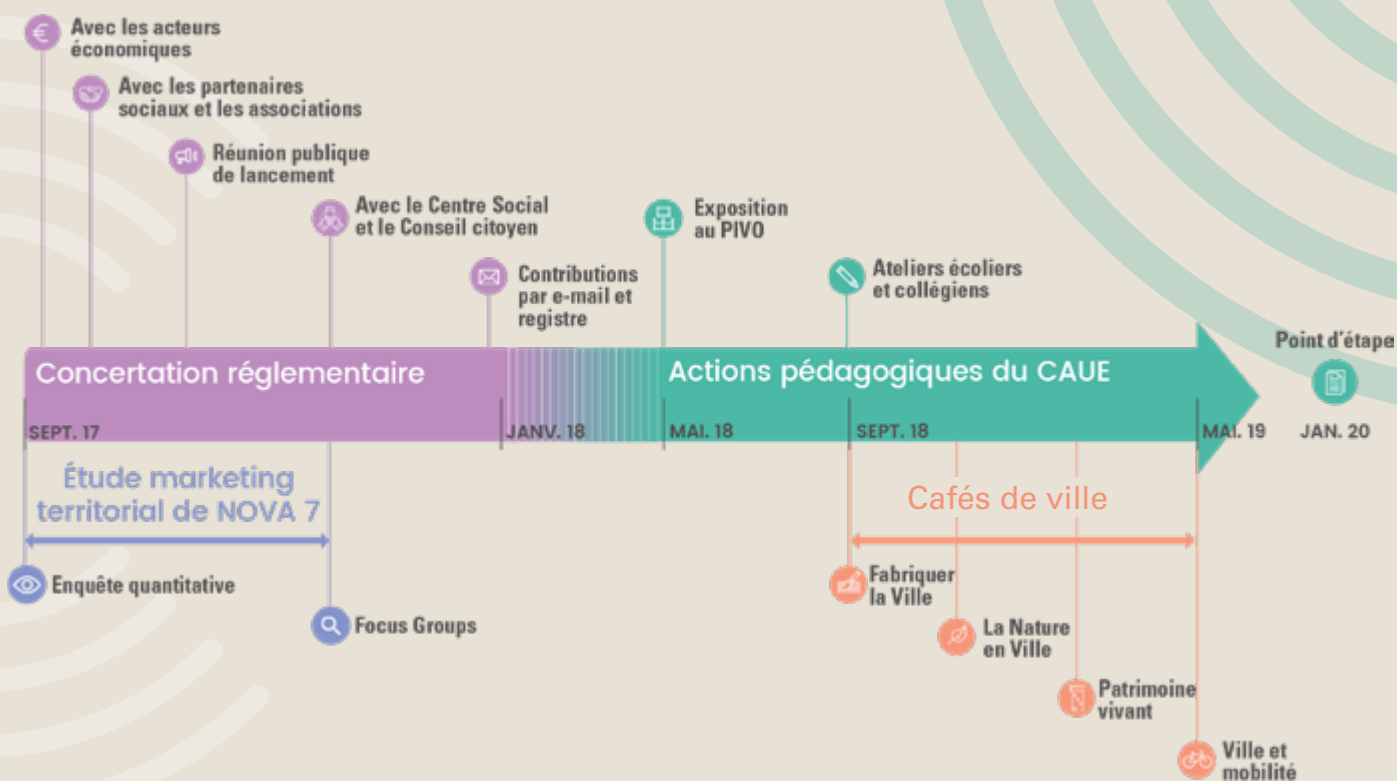 Avec les acteurs
économiques
Avec les partenaires
sociaux et les associations
Réunion publique
de lancement
Avec le Centre Social
et le Conseil citoyen
Contributions
par e-mail et
registre
Exposition
au PIVO
Ateliers écoliers
et collégiens
Point d'étape
Concertation réglementaire
Actions pédagogiques du CAUE
SEPT. 17
JANV. 18
MAI. 18
SEPT. 18
MAI. 19
JAN. 20
Étude marketing
territorial de NOVA 7
Cafés de ville
Enquête quantitative
Focus Groups
Fabriquer
la Ville
La Nature
en Ville
Patrimoine
vivant
Ville et
mobilité